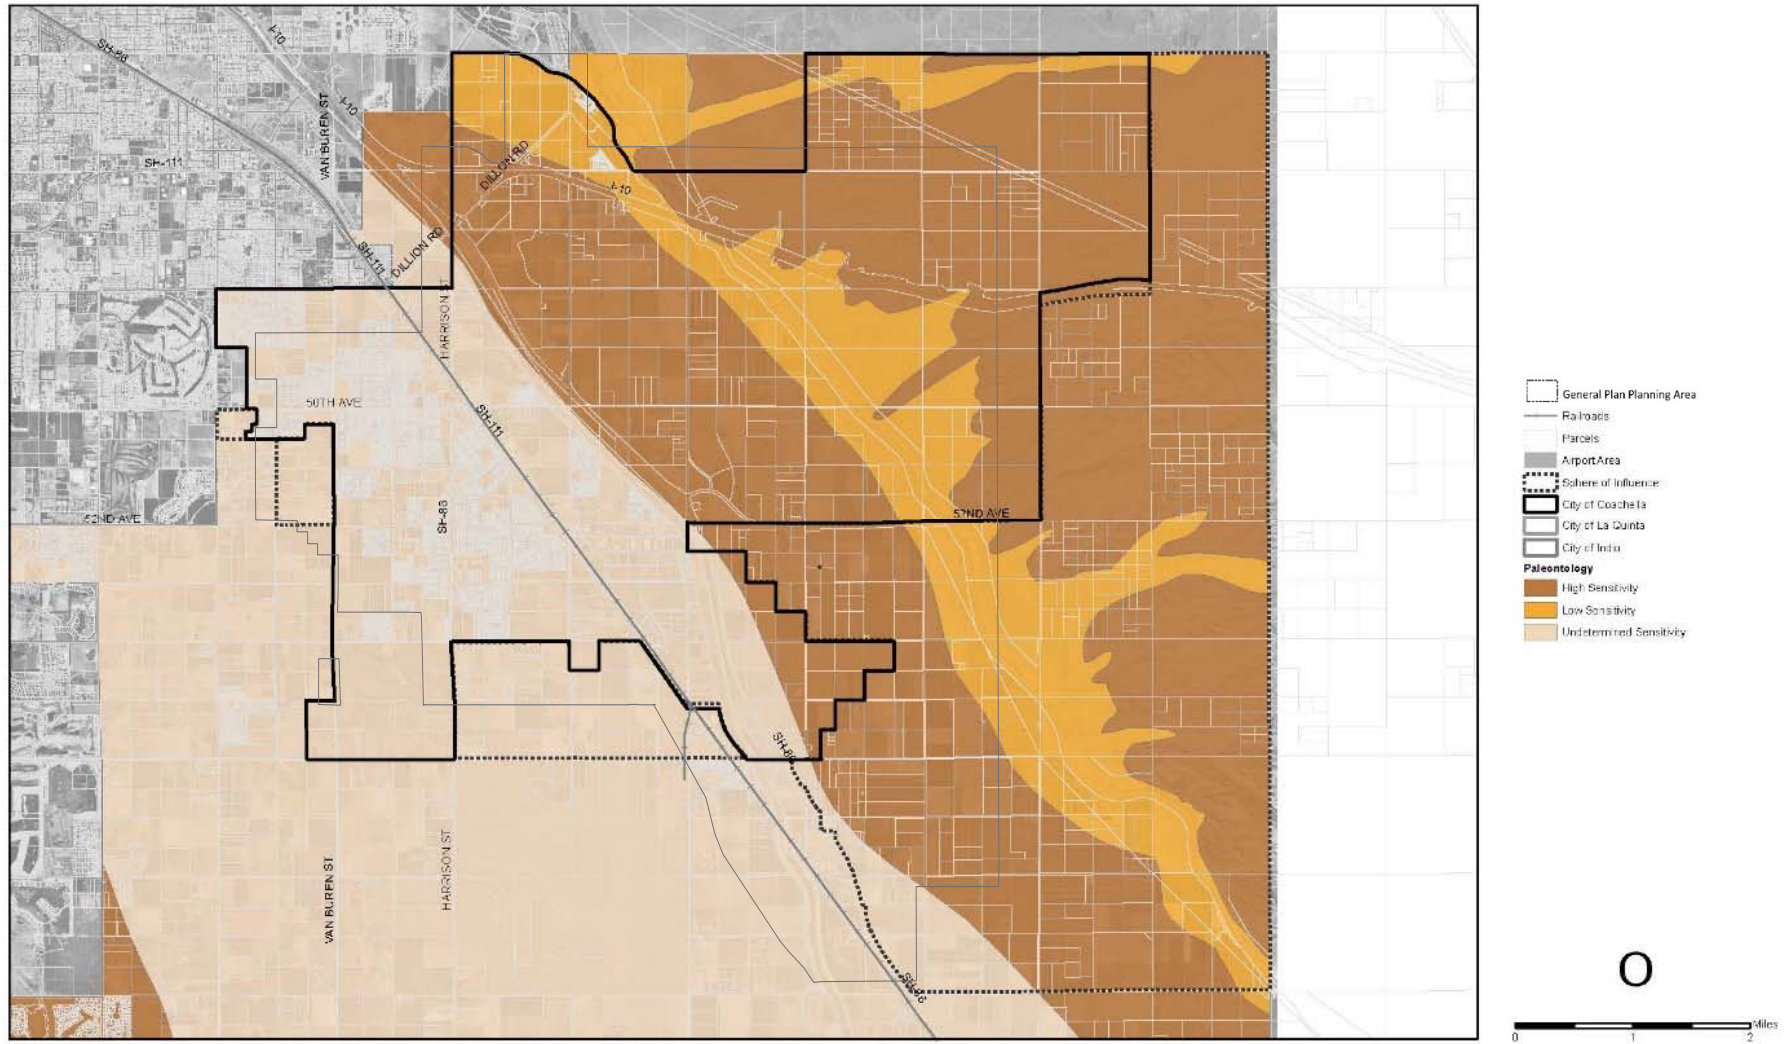 SH-86
I-10
I-10
VAN BUREN ST
SH-111
DILLON RD
I-10
DILLION RD
SH-111
HARRISON ST
50TH AVE
SH-111
SH-86
52ND AVE
52ND AVE
SH-86
VAN BUREN ST
HARRISON ST
SH-86
General Plan Planning Area
Railroads
Parcels
Airport Area
Sphere of Influence
City of Coachella
City of La Quinta
City of Indio
Paleontology
High Sensitivity
Low Sensitivity
Undetermined Sensitivity
O
Miles
0 1 2